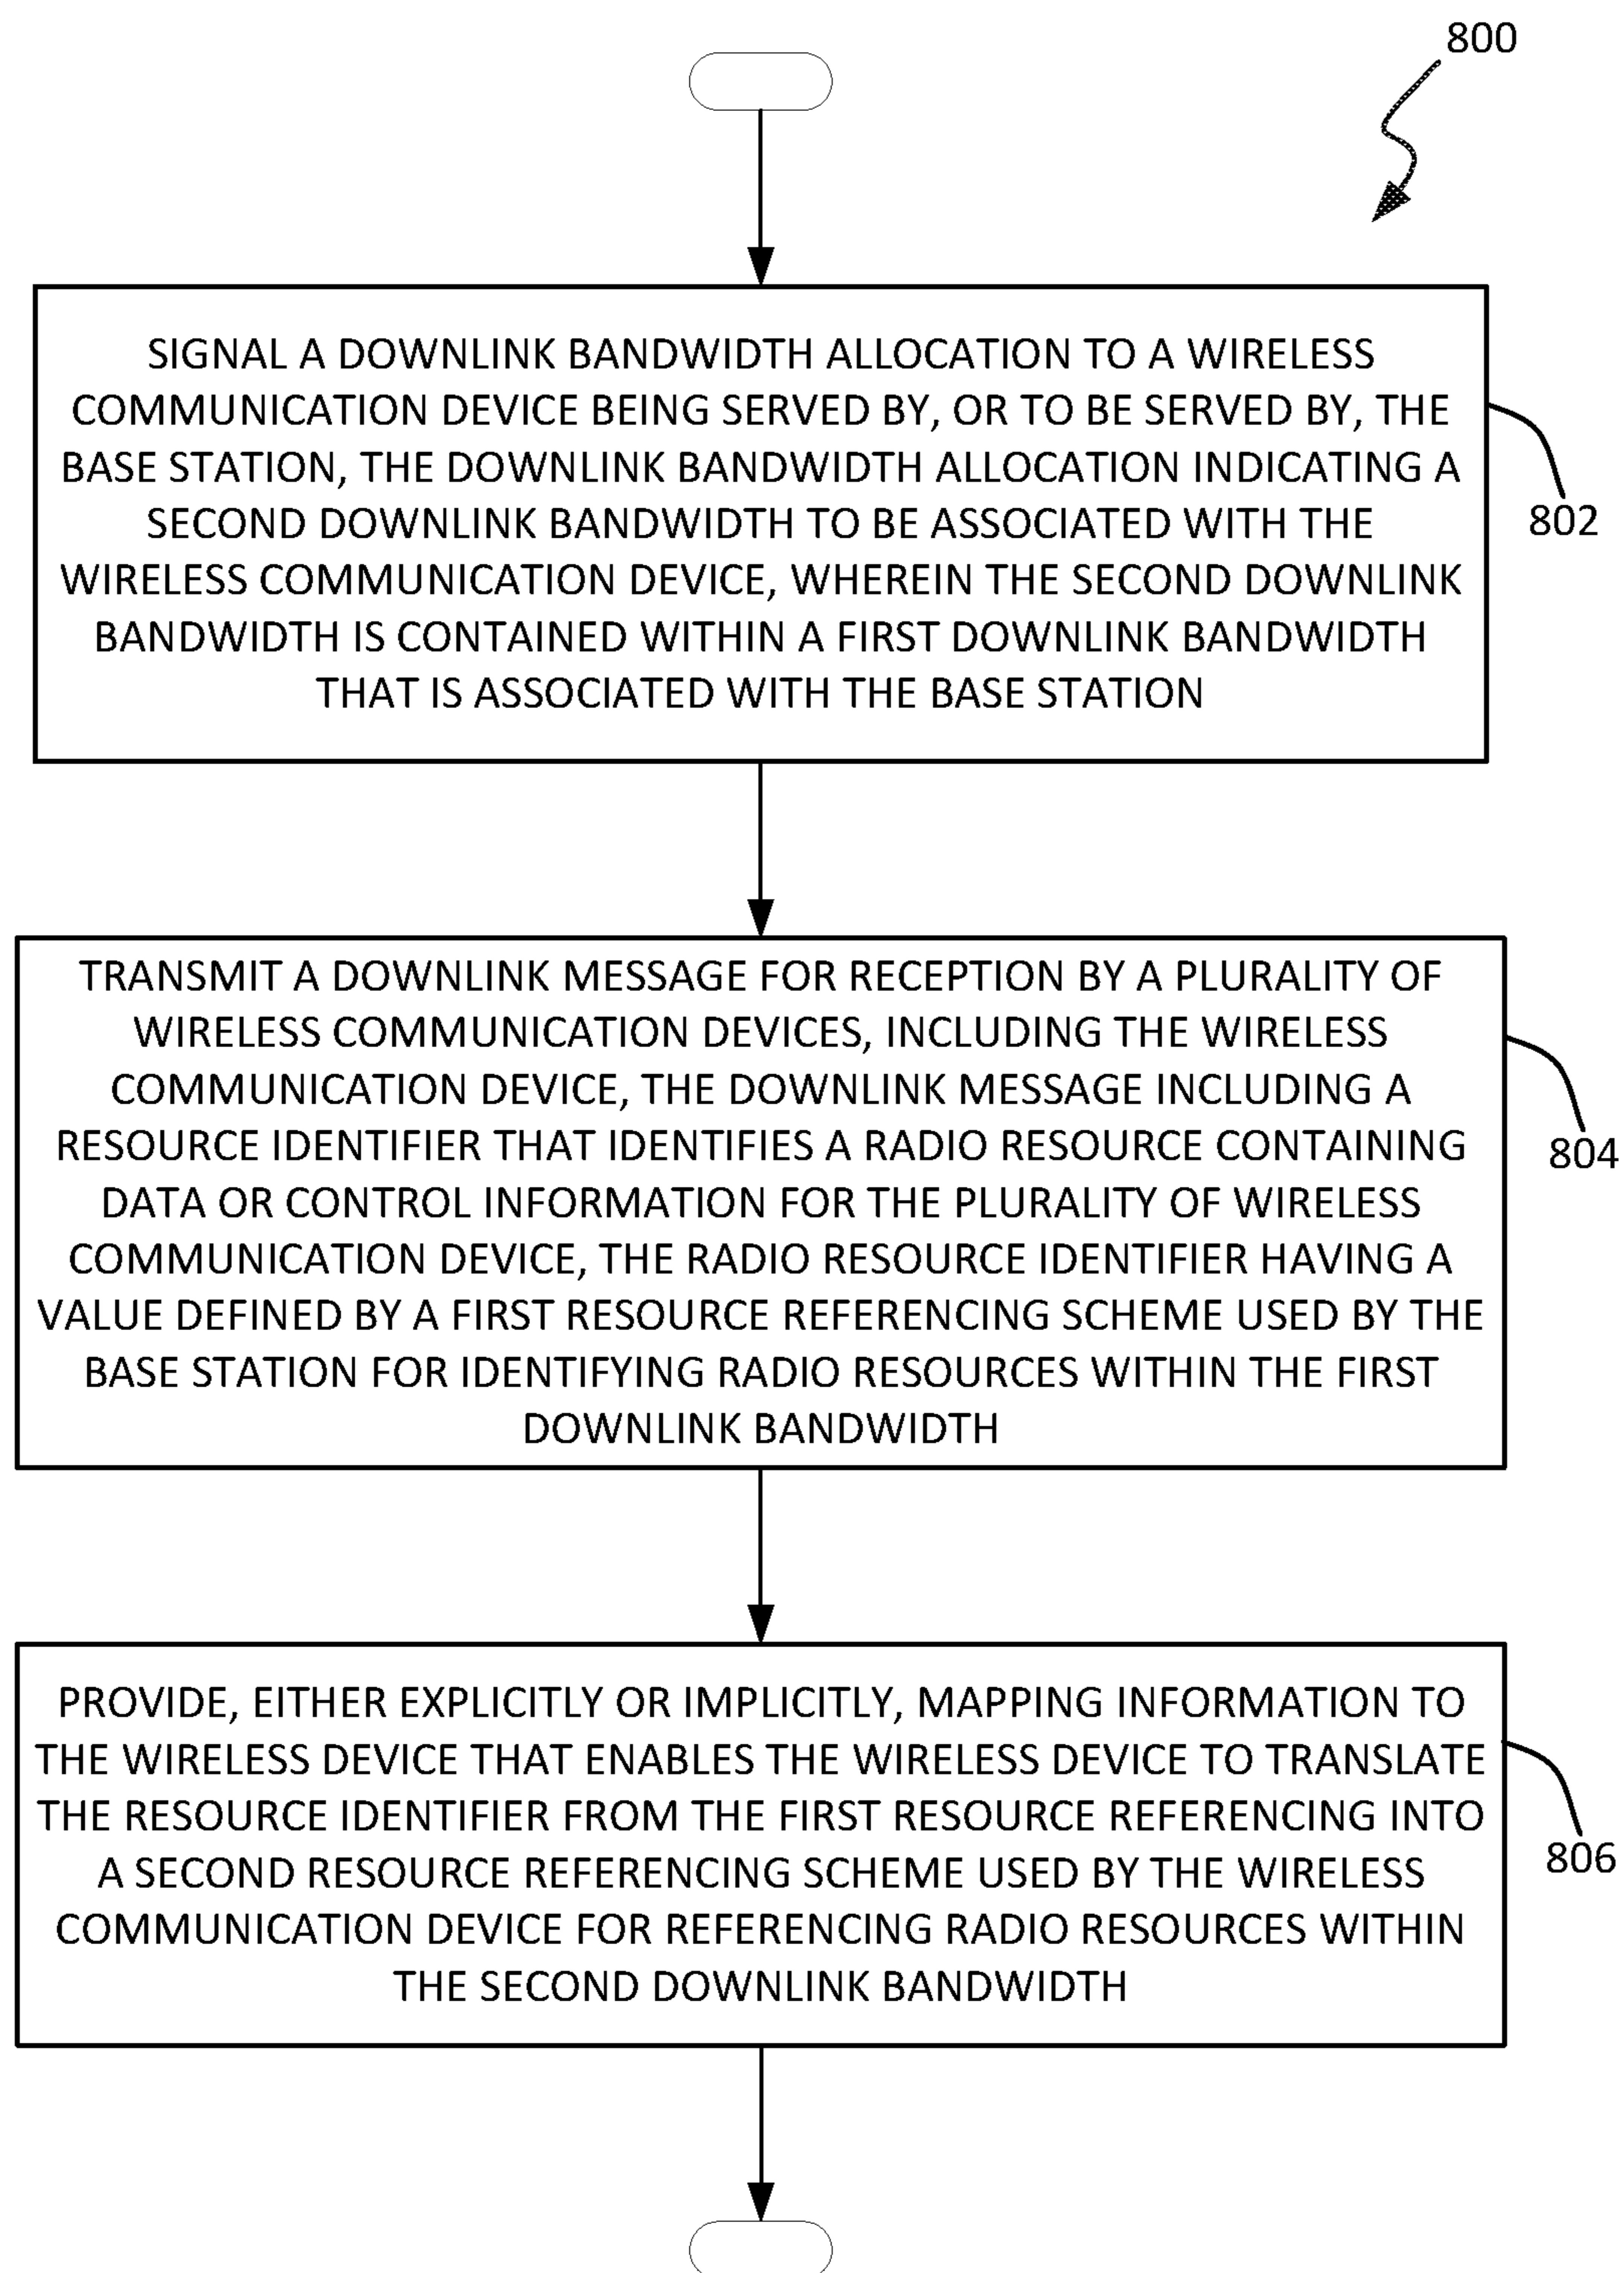 800
SIGNAL A DOWNLINK BANDWIDTH ALLOCATION TO A WIRELESS
COMMUNICATION DEVICE BEING SERVED BY, OR TO BE SERVED BY, THE
BASE STATION, THE DOWNLINK BANDWIDTH ALLOCATION INDICATING A
SECOND DOWNLINK BANDWIDTH TO BE ASSOCIATED WITH THE
WIRELESS COMMUNICATION DEVICE, WHEREIN THE SECOND DOWNLINK
BANDWIDTH IS CONTAINED WITHIN A FIRST DOWNLINK BANDWIDTH
THAT IS ASSOCIATED WITH THE BASE STATION
802
TRANSMIT A DOWNLINK MESSAGE FOR RECEPTION BY A PLURALITY OF
WIRELESS COMMUNICATION DEVICES, INCLUDING THE WIRELESS
COMMUNICATION DEVICE, THE DOWNLINK MESSAGE INCLUDING A
RESOURCE IDENTIFIER THAT IDENTIFIES A RADIO RESOURCE CONTAINING
DATA OR CONTROL INFORMATION FOR THE PLURALITY OF WIRELESS
COMMUNICATION DEVICE, THE RADIO RESOURCE IDENTIFIER HAVING A
VALUE DEFINED BY A FIRST RESOURCE REFERENCING SCHEME USED BY THE
BASE STATION FOR IDENTIFYING RADIO RESOURCES WITHIN THE FIRST
DOWNLINK BANDWIDTH
804
PROVIDE, EITHER EXPLICITLY OR IMPLICITLY, MAPPING INFORMATION TO
THE WIRELESS DEVICE THAT ENABLES THE WIRELESS DEVICE TO TRANSLATE
THE RESOURCE IDENTIFIER FROM THE FIRST RESOURCE REFERENCING INTO
A SECOND RESOURCE REFERENCING SCHEME USED BY THE WIRELESS
COMMUNICATION DEVICE FOR REFERENCING RADIO RESOURCES WITHIN
THE SECOND DOWNLINK BANDWIDTH
806